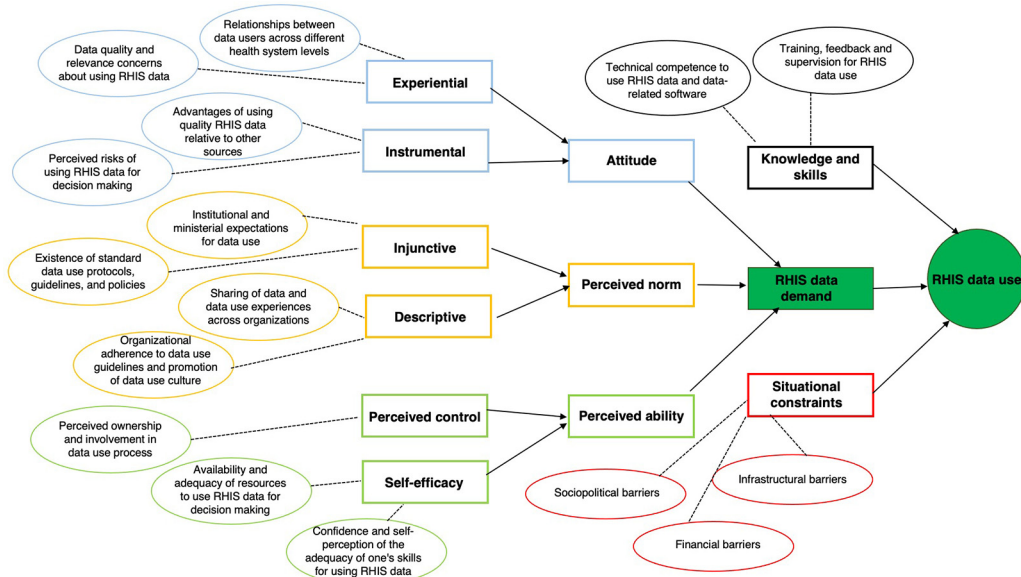 Relationships between
data users across different
health system levels
Data quality and
relevance concerns
about using RHIS data
Experiential
Advantages of using
quality RHIS data
relative to other
sources
Instrumental
Perceived risks of
using RHIS data for
decision making
Attitude
Technical competence to
use RHIS data and data-
related software
Training, feedback and
supervision for RHIS
data use
Knowledge and
skills
Institutional and
ministerial expectations
for data use
Injunctive
Existence of standard
data use protocols,
guidelines, and policies
Sharing of data and
data use experiences
across organizations
Descriptive
Organizational
adherence to data use
guidelines and promotion
of data use culture
Perceived norm
RHIS data
demand
RHIS data use
Perceived control
Perceived ownership
and involvement in
data use process
Perceived ability
Availability and
adequacy of resources
to use RHIS data for
decision making
Self-efficacy
Confidence and self-
perception of the
adequacy of one's skills
for using RHIS data
Situational
constraints
Sociopolitical barriers
Infrastructural barriers
Financial barriers